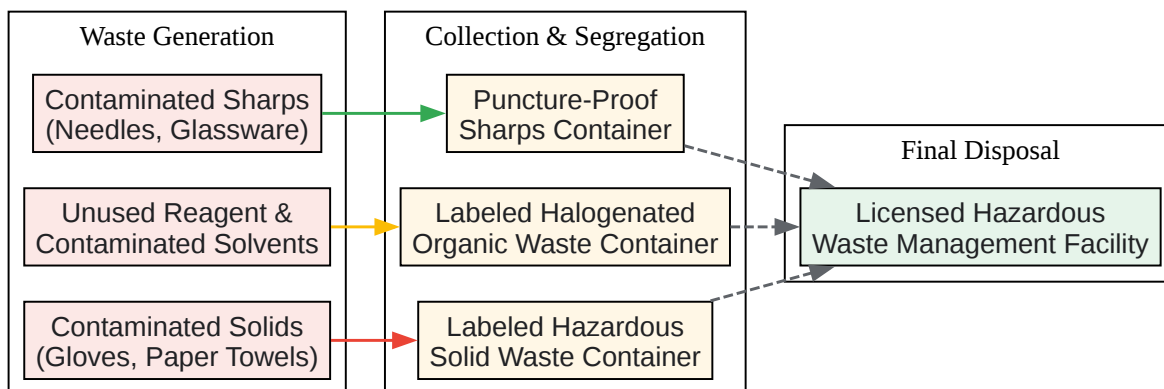 Waste Generation
Contaminated Sharps
(Needles, Glassware)
Unused Reagent &
Contaminated Solvents
Contaminated Solids
(Gloves, Paper Towels)
Collection & Segregation
Puncture-Proof
Sharps Container
Labeled Halogenated
Organic Waste Container
Labeled Hazardous
Solid Waste Container
Final Disposal
Licensed Hazardous
Waste Management Facility